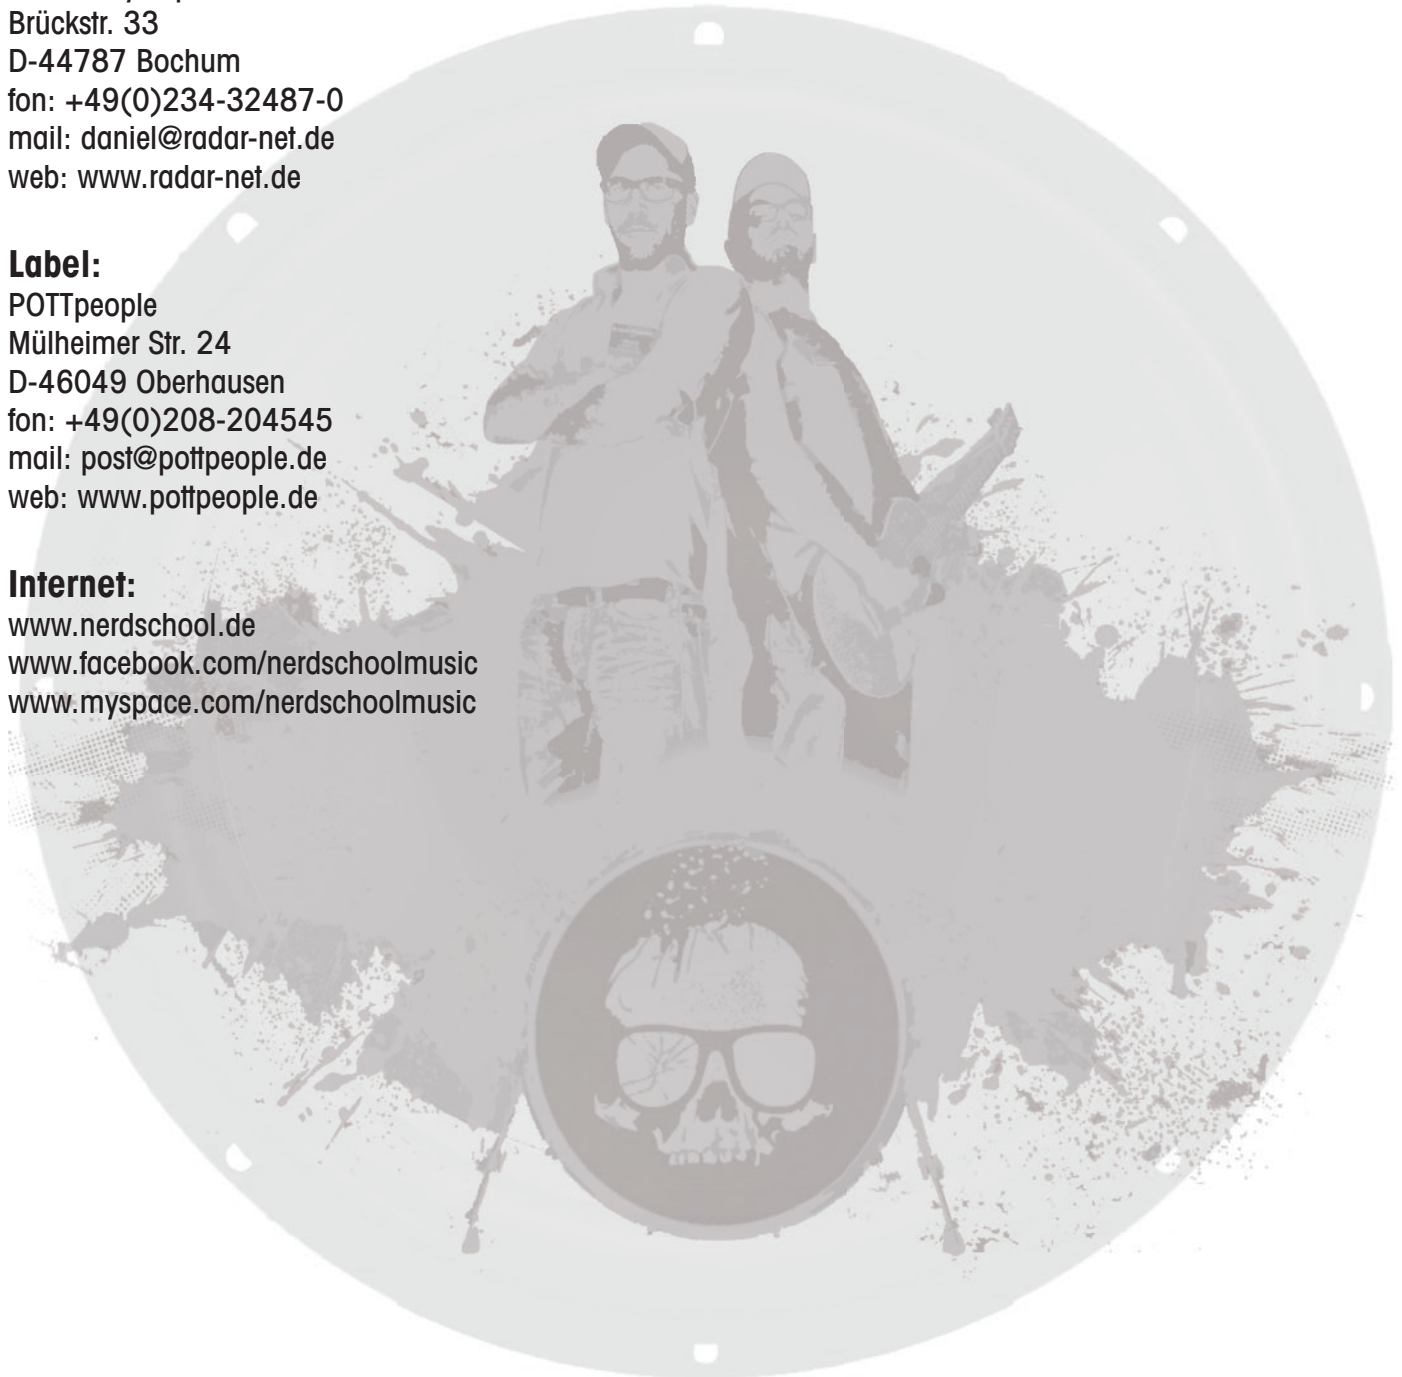 Brückstr. 33
D-44787 Bochum
fon: +49(0)234-32487-0
mail: daniel@radar-net.de
web: www.radar-net.de
Label:
POTTpeople
Mülheimer Str. 24
D-46049 Oberhausen
fon: +49(0)208-204545
mail: post@pottpeople.de
web: www.pottpeople.de
Internet:
www.nerdschool.de
www.facebook.com/nerdschoolmusic
www.myspace.com/nerdschoolmusic